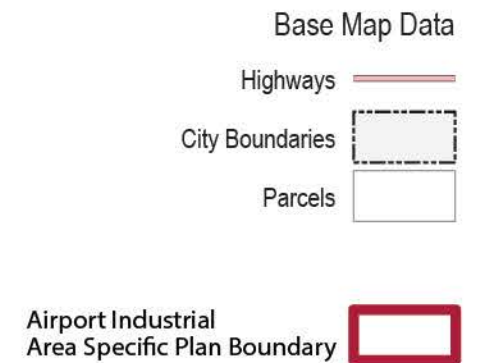 Base Map Data
Highways
City Boundaries
Parcels
Airport Industrial
Area Specific Plan Boundary